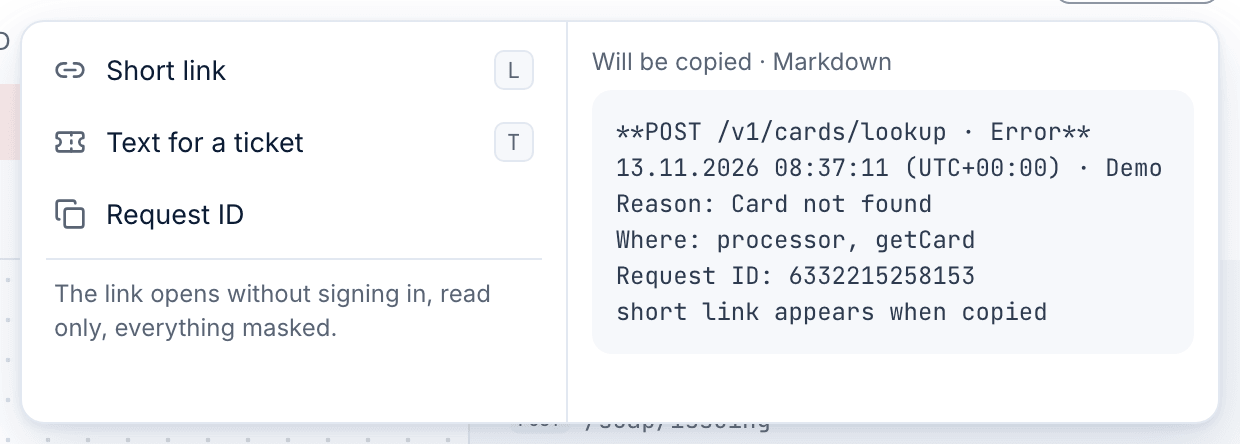 Short link
L
Text for a ticket
T
Request ID
The link opens without signing in, read
only, everything masked.
Will be copied · Markdown
**POST /v1/cards/lookup · Error**
13.11.2026 08:37:11 (UTC+00:00) · Demo
Reason: Card not found
Where: processor, getCard
Request ID: 6332215258153
short link appears when copied